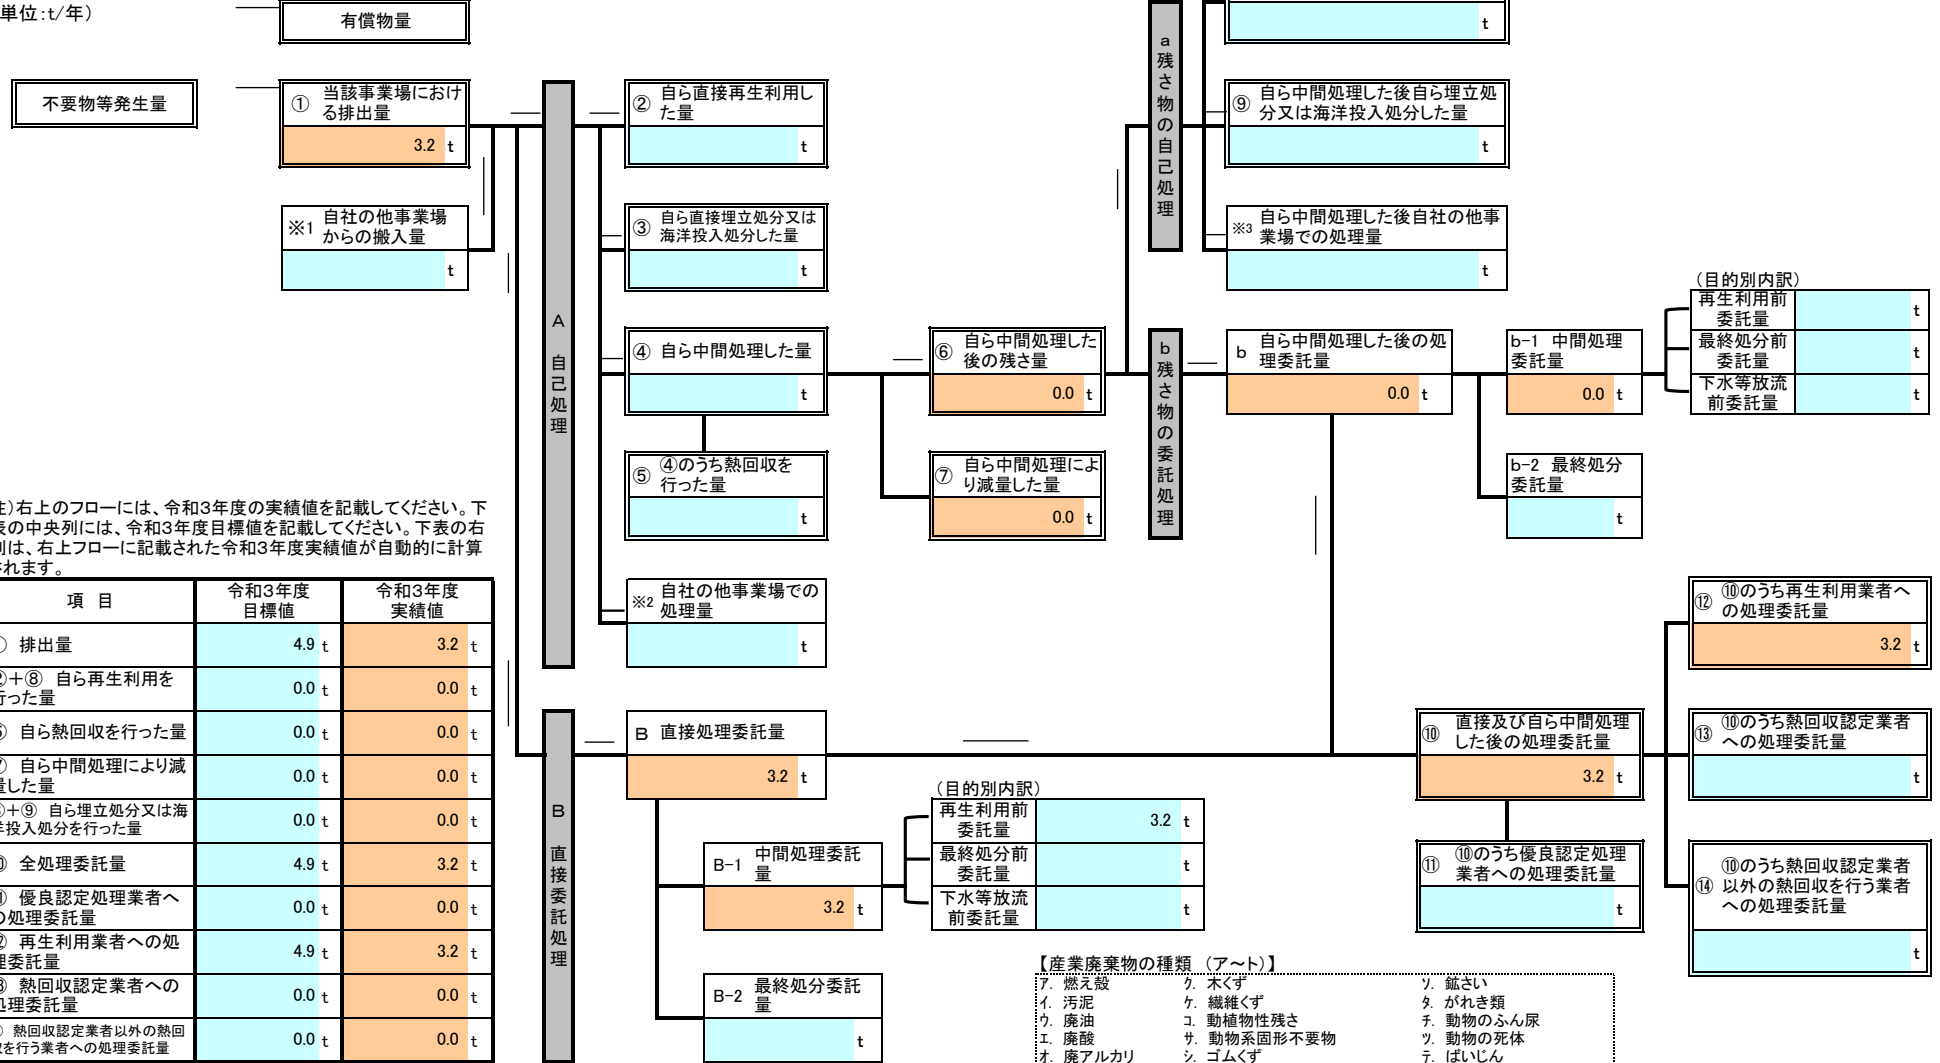 単位:t/年）
有償物量
t
不要物等発生量
① 当該事業場におけ
る排出量
3.2 t
※1 自社の他事業場
からの搬入量
t
A 自己処理
② 自ら直接再生利用し
た量
t
③ 自ら直接埋立処分又は
海洋投入処分した量
t
④ 自ら中間処理した量
t
⑤ ④のうち熱回収を
行った量
t
※2 自社の他事業場での
処理量
t
⑥ 自ら中間処理した
後の残さ量
0.0 t
⑦ 自ら中間処理によ
り減量した量
0.0 t
a 残さ物の自己処理
⑨ 自ら中間処理した後自ら埋立処
分又は海洋投入処分した量
t
※3 自ら中間処理した後自社の他事
業場での処理量
t
b 残さ物の委託処理
b 自ら中間処理した後の処
理委託量
0.0 t
b-1 中間処理
委託量
0.0 t
b-2 最終処分
委託量
t
（目的別内訳）
再生利用前
委託量
t
最終処分前
委託量
t
下水等放流
前委託量
t
)右上のフローには、令和３年度の実績値を記載してください。下
の中央列には、令和３年度目標値を記載してください。下表の右
は、右上フローに記載された令和３年度実績値が自動的に計算
れます。
項 目 令和３年度
目標値 令和３年度
実績値
排出量 4.9 t 3.2 t
＋⑧ 自ら再生利用を
行った量 0.0 t 0.0 t
自ら熱回収を行った量 0.0 t 0.0 t
自ら中間処理により減
量した量 0.0 t 0.0 t
＋⑨ 自ら埋立処分又は海
洋投入処分を行った量 0.0 t 0.0 t
全処理委託量 4.9 t 3.2 t
優良認定処理業者へ
の処理委託量 0.0 t 0.0 t
再生利用業者への処
理委託量 4.9 t 3.2 t
熱回収認定業者への
処理委託量 0.0 t 0.0 t
熱回収認定業者以外の熱回
収を行う業者への処理委託量 0.0 t 0.0 t
B 直接委託処理
B 直接処理委託量
3.2 t
B-1 中間処理委託
量
3.2 t
B-2 最終処分委託
量
t
（目的別内訳）
再生利用前
委託量
3.2 t
最終処分前
委託量
t
下水等放流
前委託量
t
⑩ 直接及び自ら中間処理
した後の処理委託量
3.2 t
⑪ ⑩のうち優良認定処理
業者への処理委託量
t
⑫ ⑩のうち再生利用業者へ
の処理委託量
3.2 t
⑬ ⑩のうち熱回収認定業者
への処理委託量
t
⑭ ⑩のうち熱回収認定業者
以外の熱回収を行う業者
への処理委託量
t
【産業廃棄物の種類 （ア～ト）】
ｱ. 燃え殻 ｸ. 木くず ｿ. 鉱さい
ｲ. 汚泥 ｹ. 繊維くず ﾀ. がれき類
ｳ. 廃油 ｺ. 動植物性残さ ﾁ. 動物のふん尿
ｴ. 廃酸 ｻ. 動物系固形不要物 ﾂ. 動物の死体
ｵ. 廃アルカリ ｼ. ゴムくず ﾃ. ばいじん